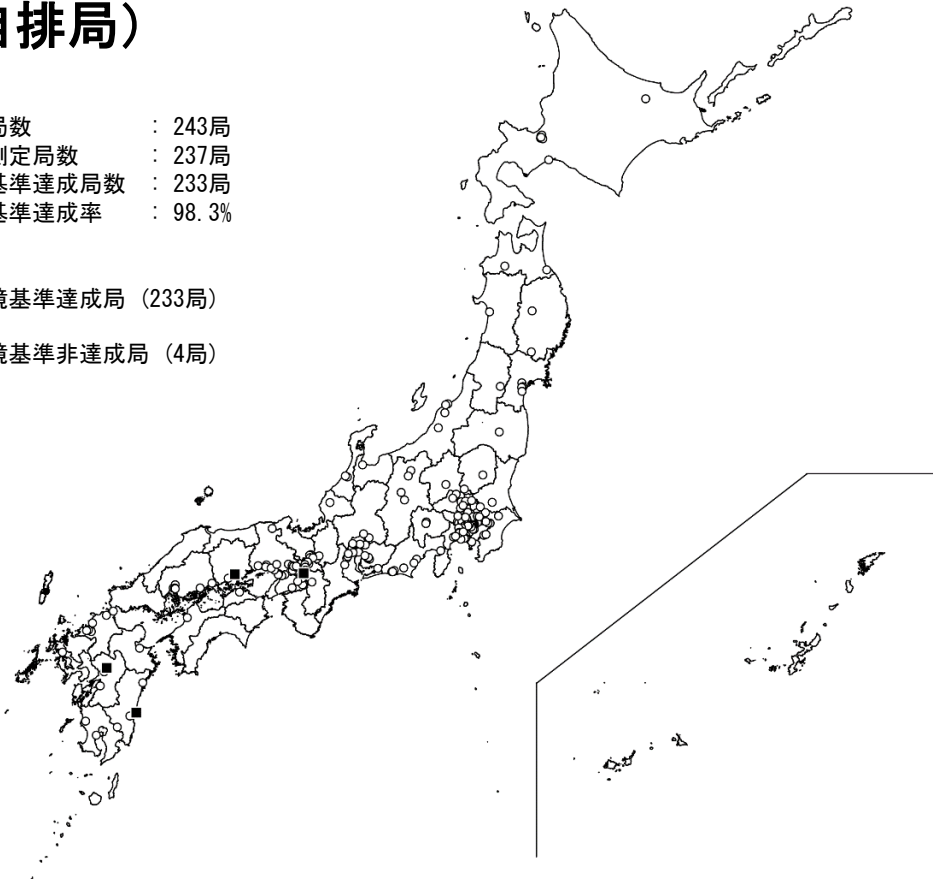 自排局）
局数 ： 243局
測定局数 ： 237局
基準達成局数 ： 233局
基準達成率 ： 98.3%
境基準達成局 (233局)
境基準非達成局 (4局)